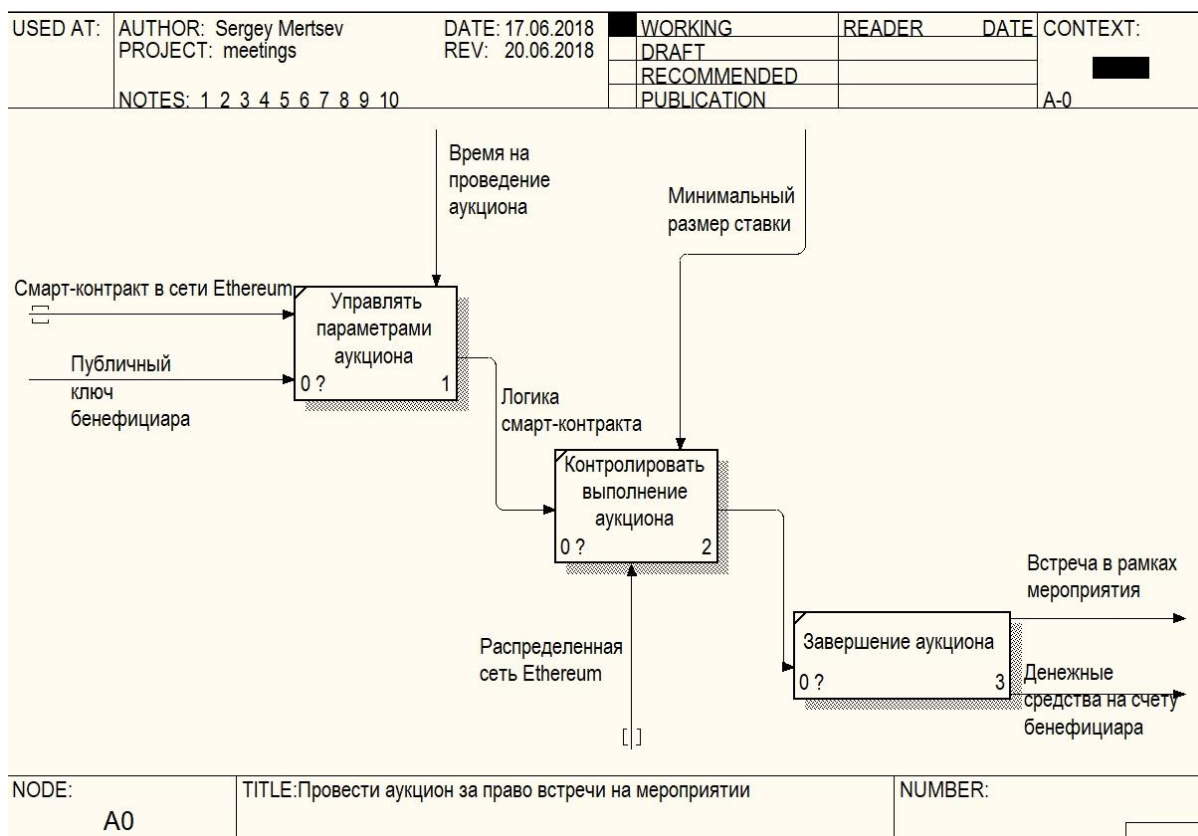 USED AT:
AUTHOR: Sergey Mertsev
DATE: 17.06.2018
PROJECT: meetings
REV: 20.06.2018
NOTES: 1 2 3 4 5 6 7 8 9 10
WORKING
DRAFT
RECOMMENDED
PUBLICATION
READER
DATE
CONTEXT:
A-0
Время на
проведение
аукциона
Минимальный
размер ставки
Смарт-контракт в сети Ethereum
Управлять
параметрами
аукциона
0 ?
1
Публичный
ключ
бенефициара
Логика
смарт-контракта
Контролировать
выполнение
аукциона
0 ?
2
Распределенная
сеть Ethereum
Завершение аукциона
0 ?
3
Встреча в рамках
мероприятия
Денежные
средства на счету
бенефициара
NODE:
A0
TITLE:Провести аукцион за право встречи на мероприятии
NUMBER: